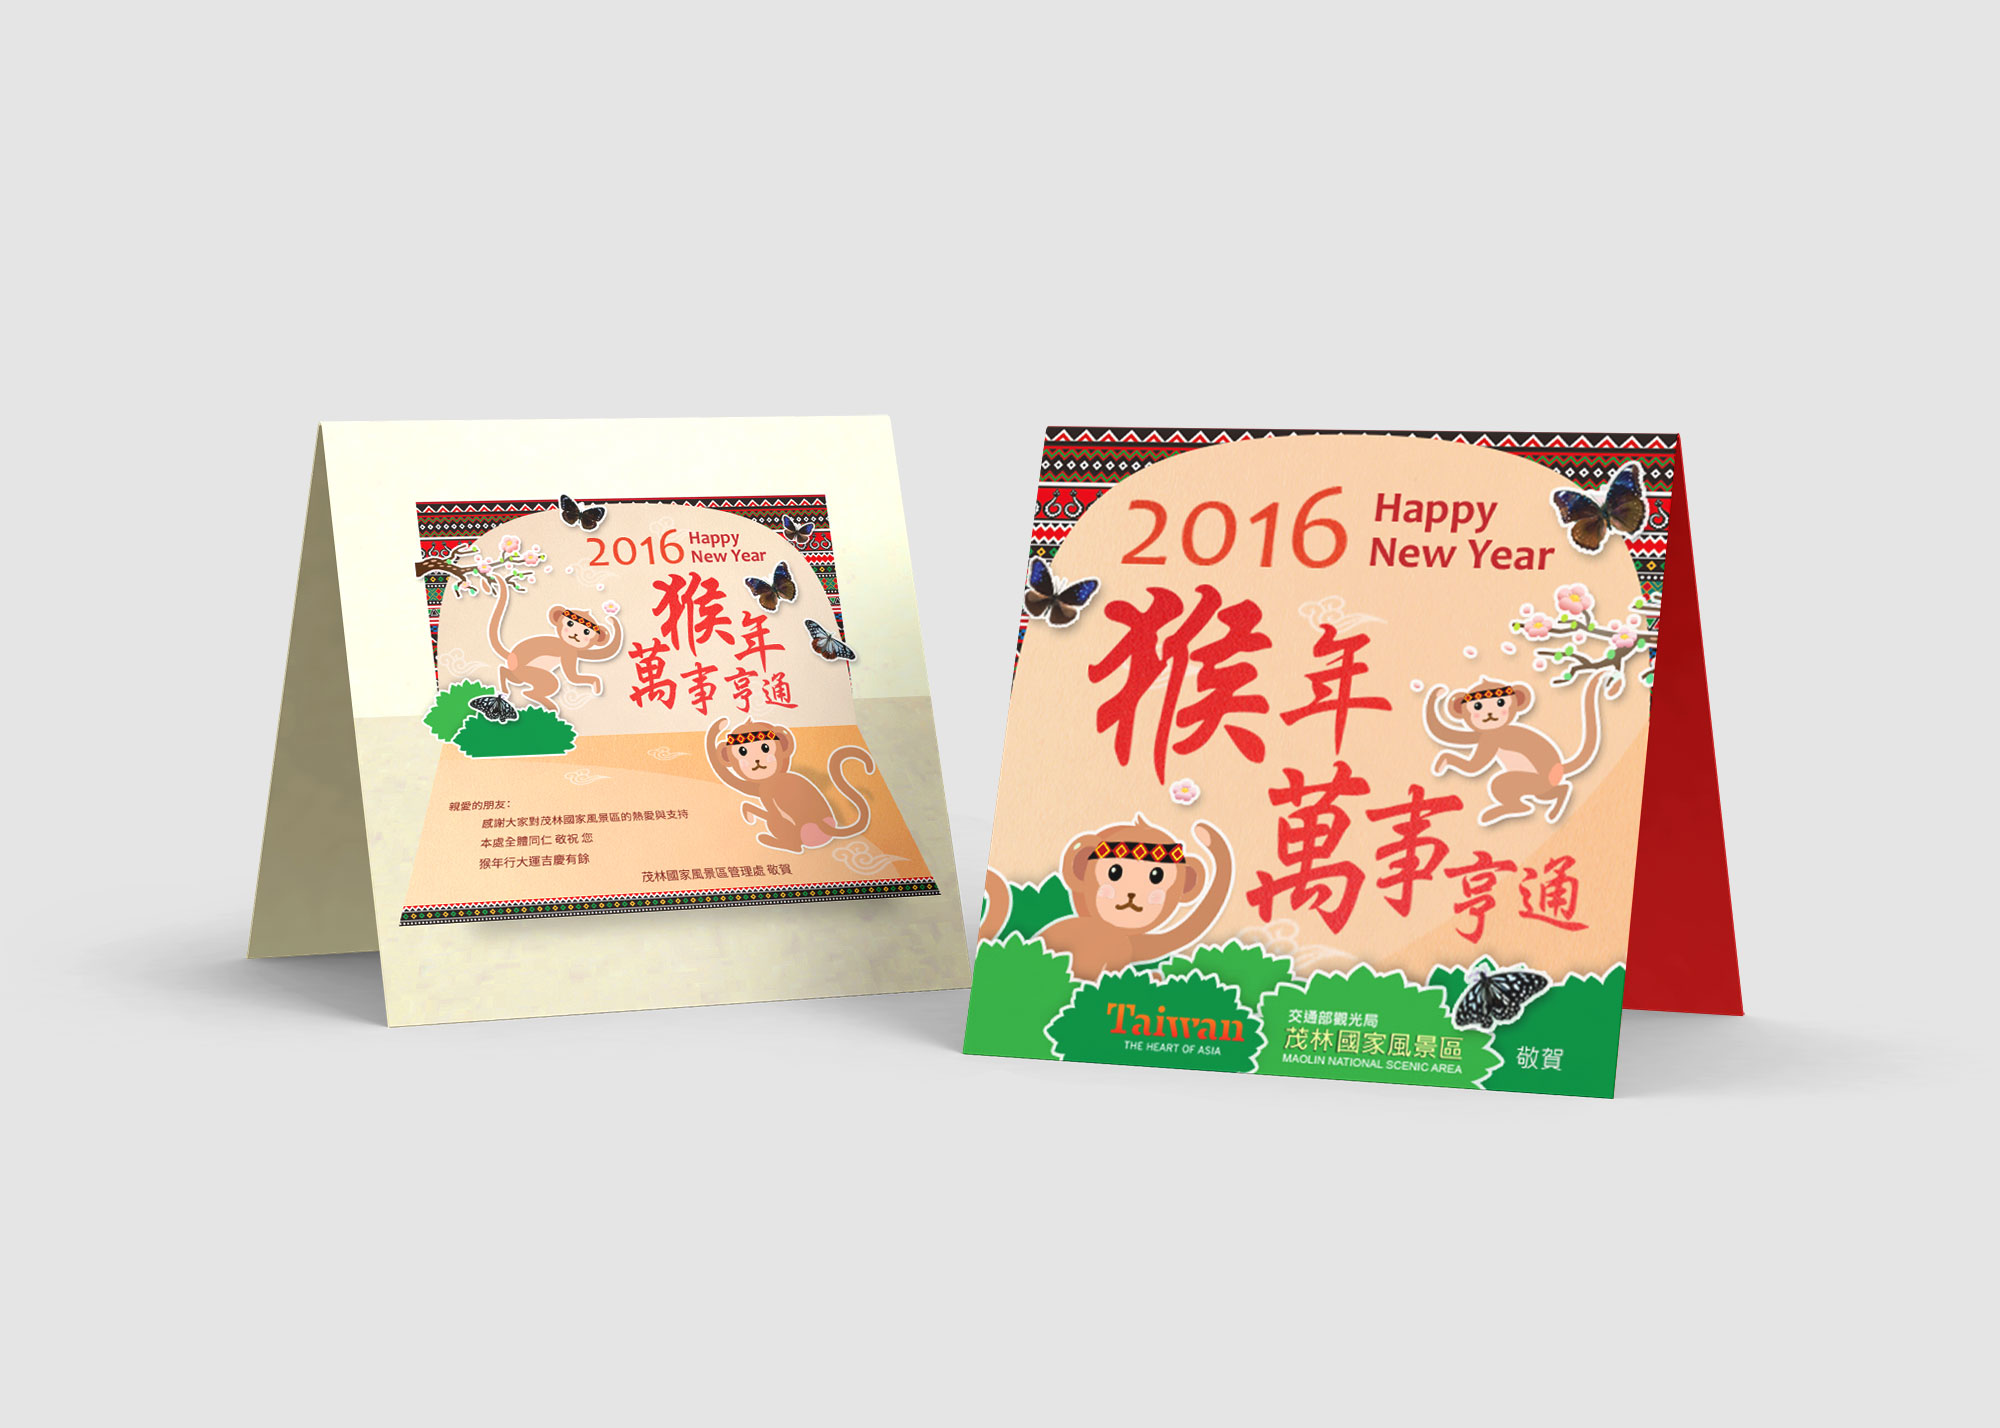 2016 Happy
New Year
猴年
萬事亨通
親愛的朋友:
感謝大家對茂林國家風景區的熱愛與支持
本處全體同仁 敬祝 您
猴年行大運吉慶有餘
茂林國家風景區管理處 敬賀
2016 Happy
New Year
猴年
萬事亨通
Taiwan
THE HEART OF ASIA
交通部觀光局
茂林國家風景區
MAOLIN NATIONAL SCENIC AREA
敬賀